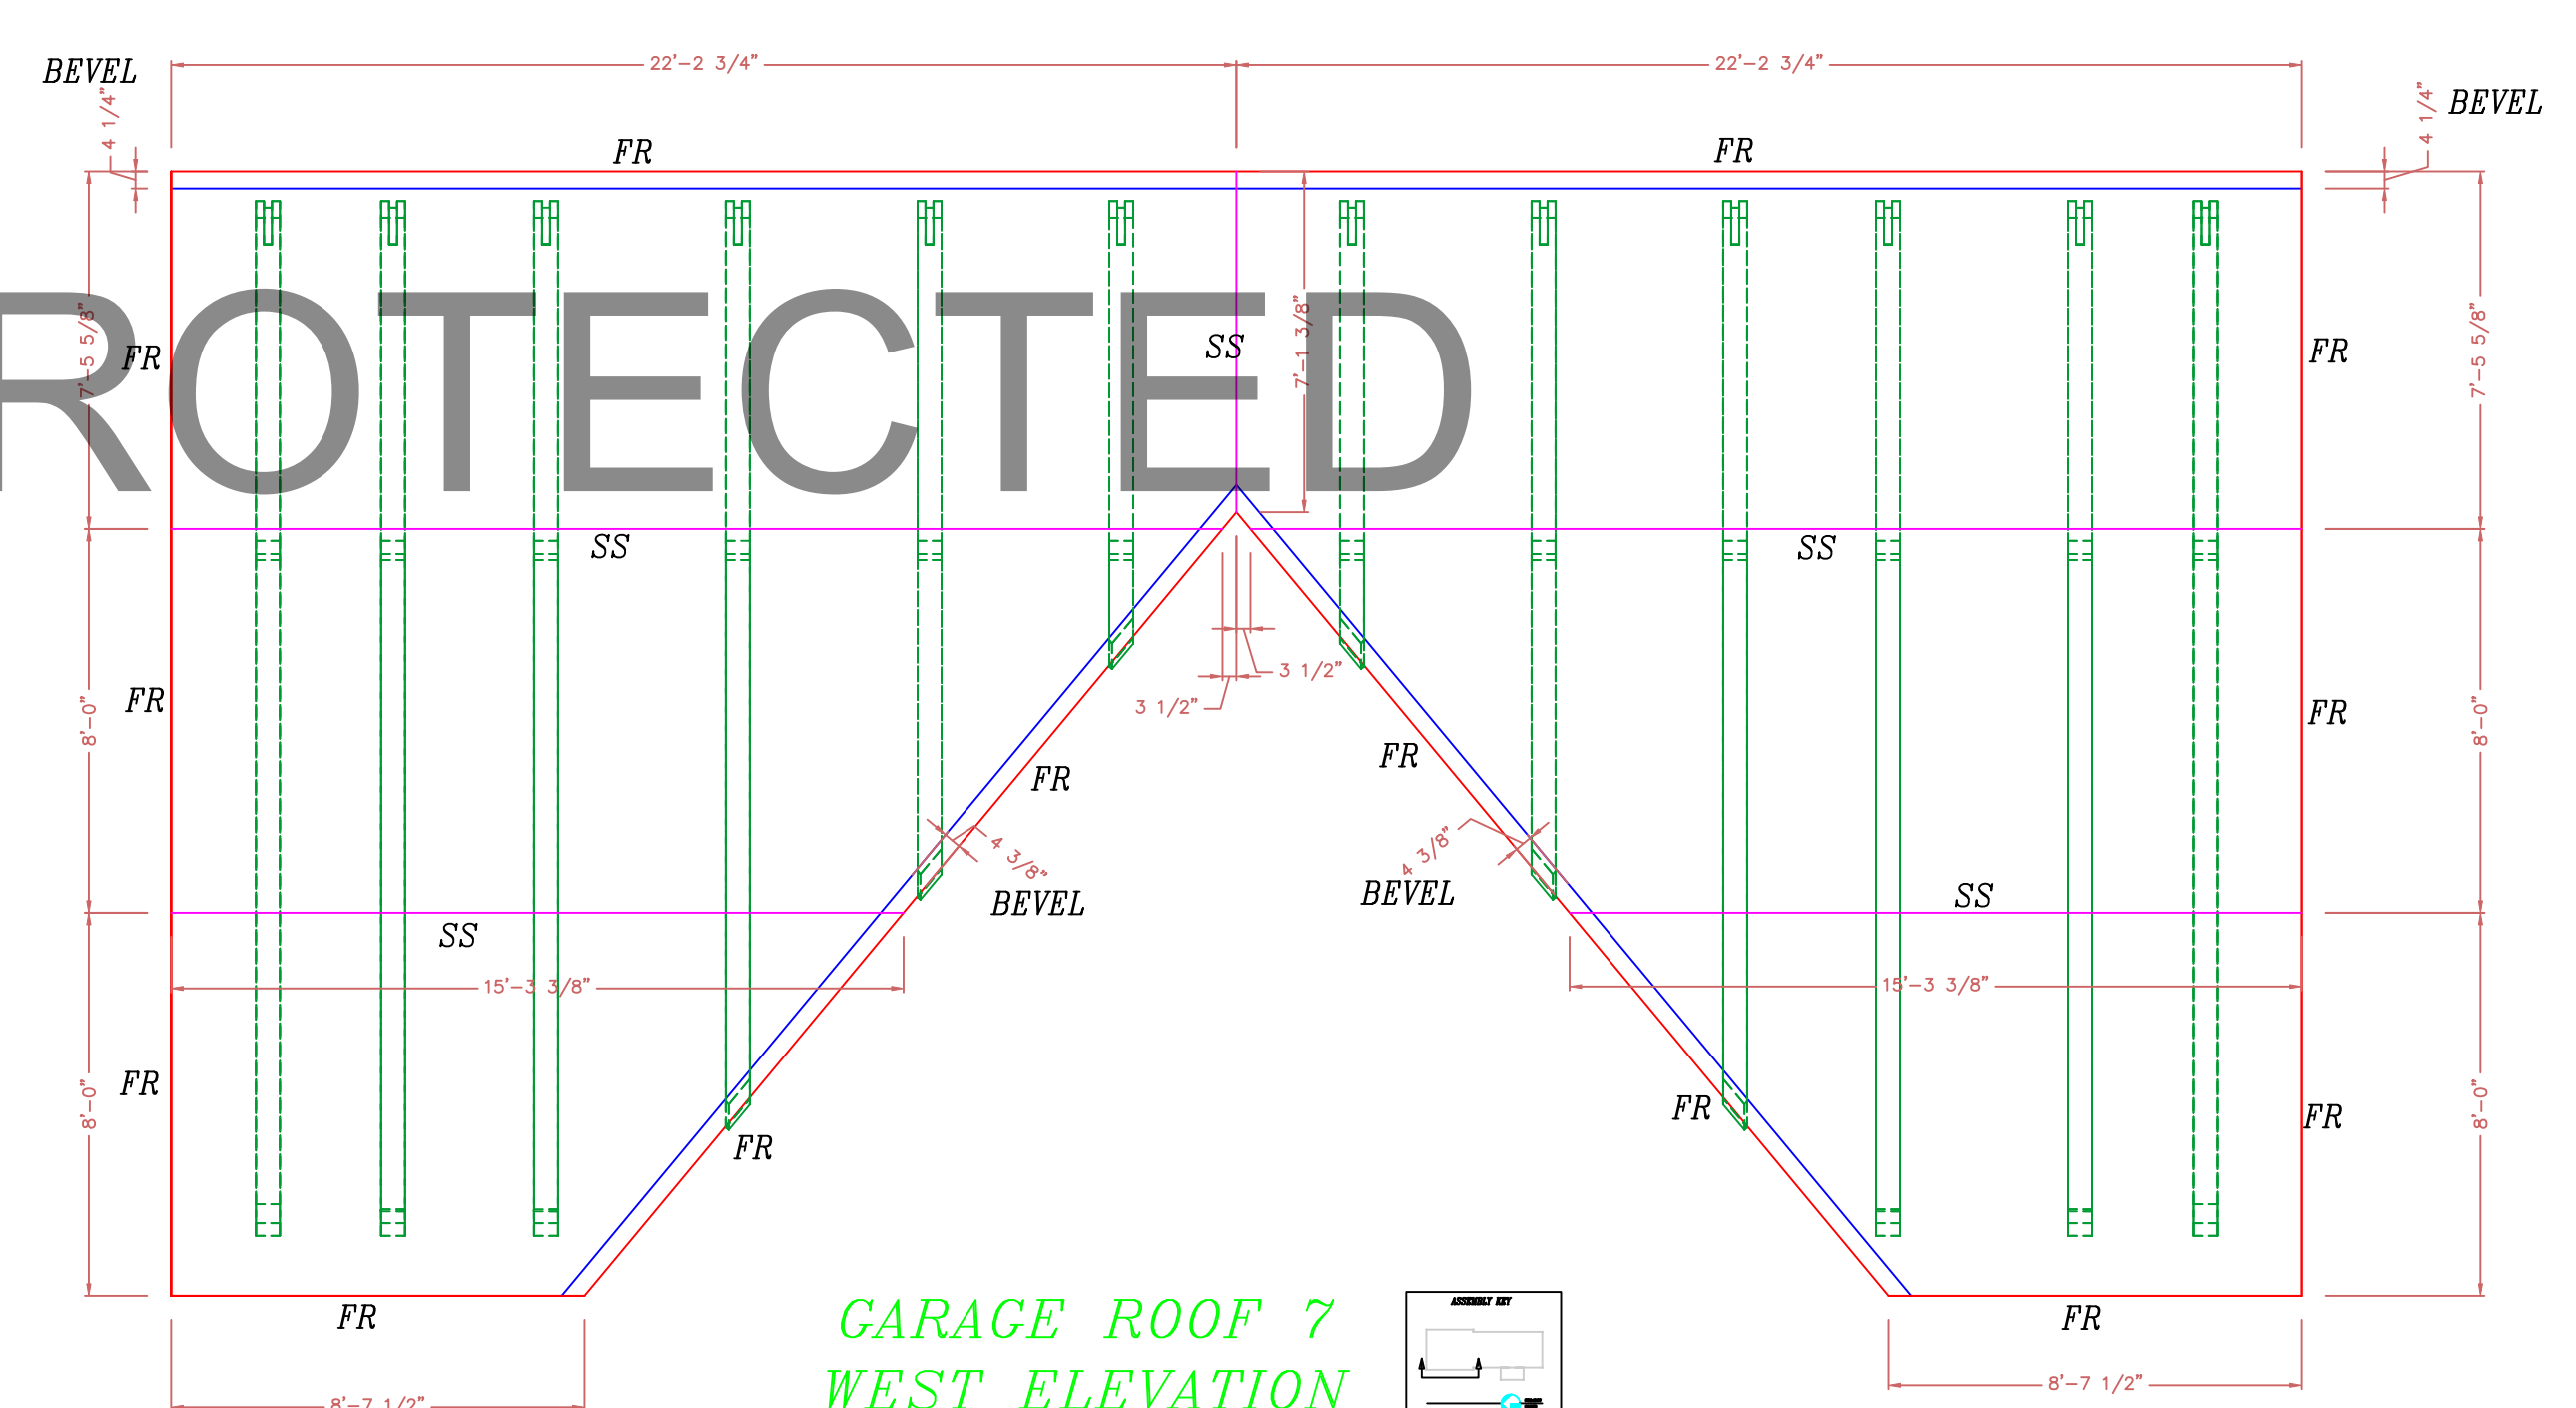 22'-2 3/4"
22'-2 3/4"
BEVEL
4 1/4"
4 1/4"
BEVEL
FR
FR
ROTECTED
7'-5 5/8"
FR
SS
7'-1 3/8"
FR
7'-5 5/8"
SS
SS
3 1/2"
3 1/2"
FR
8'-0"
FR
FR
FR
8'-0"
4 3/8"
4 3/8"
BEVEL
BEVEL
SS
SS
15'-3 3/8"
15'-3 3/8"
FR
8'-0"
FR
FR
FR
8'-0"
FR
FR
GARAGE ROOF 7
WEST ELEVATION
ASSEMBLY KEY
8'-7 1/2"
8'-7 1/2"